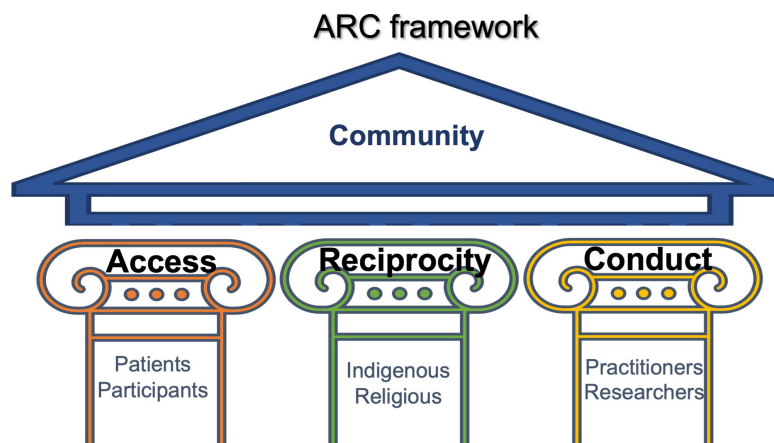 ARC framework
Community
Access
Reciprocity
Conduct
Patients
Participants
Indigenous
Religious
Practitioners
Researchers